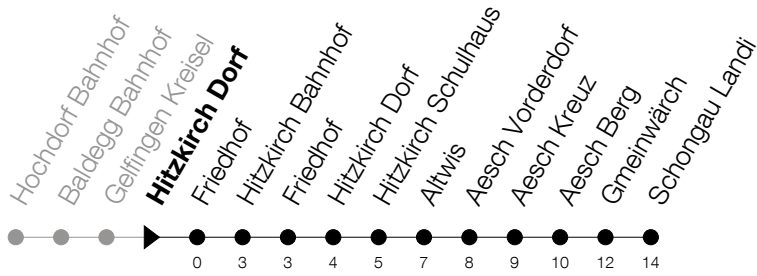 Hochdorf Bahnhof
Baldegg Bahnhof
Gelfingen Kreisel
Hitzkirch Dorf
Friedhof
Hitzkirch Bahnhof
Friedhof
Hitzkirch Dorf
Hitzkirch Schulhaus
Altwis
Aesch Vorderdorf
Aesch Kreuz
Aesch Berg
Gmeinwärch
Schongau Landi
0 3 3 4 5 7 8 9 10 12 14